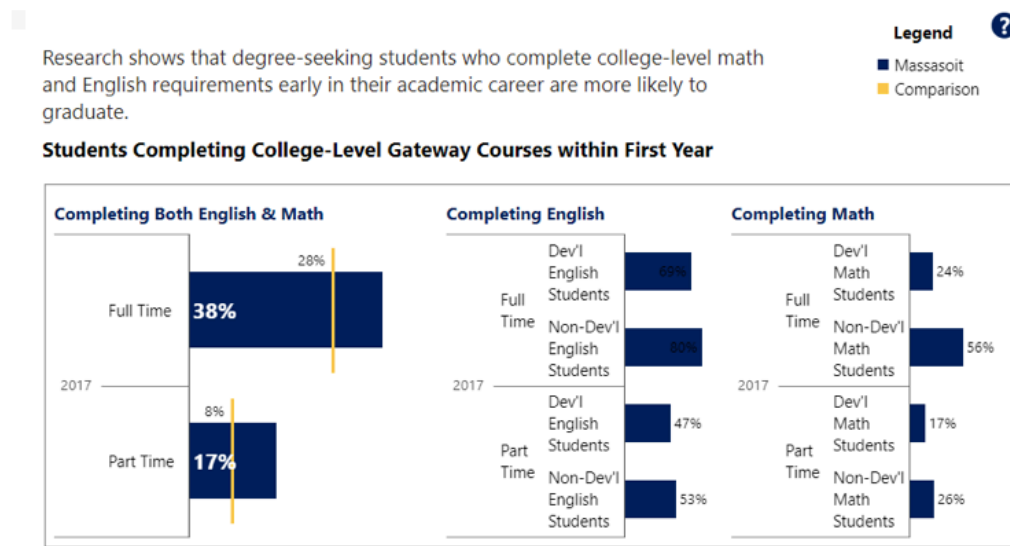 Legend
?
Research shows that degree-seeking students who complete college-level math
and English requirements early in their academic career are more likely to
graduate.
Massasoit
Comparison
Students Completing College-Level Gateway Courses within First Year
Completing Both English & Math
28%
Full Time
38%
2017
8%
Part Time
17%
Completing English
Full
Time
Dev'l
English
Students
69%
Non-Dev'l
English
Students
80%
2017
Part
Time
Dev'l
English
Students
47%
Non-Dev'l
English
Students
53%
Completing Math
Full
Time
Dev'l
Math
Students
24%
Non-Dev'l
Math
Students
56%
2017
Part
Time
Dev'l
Math
Students
17%
Non-Dev'l
Math
Students
26%